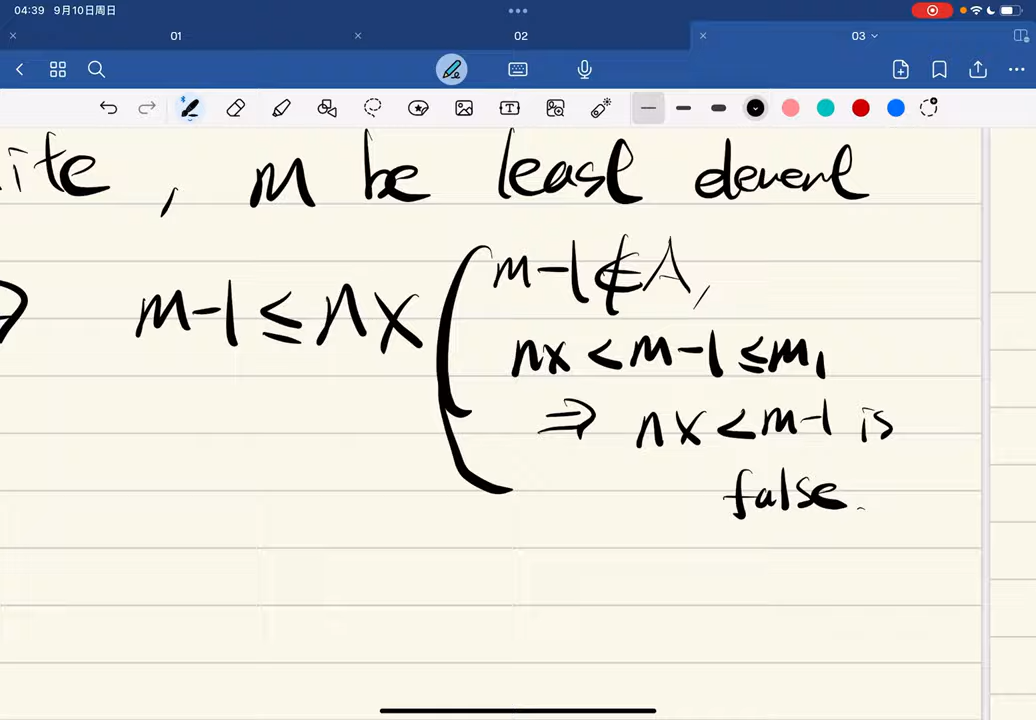 04:39 9月10日周日
01 02 03
ite, m be least element
m-1 ≤ nx ( m-1 ∉ A,
nx < m-1 ≤ m₁
⇒ nx < m-1 is
false.